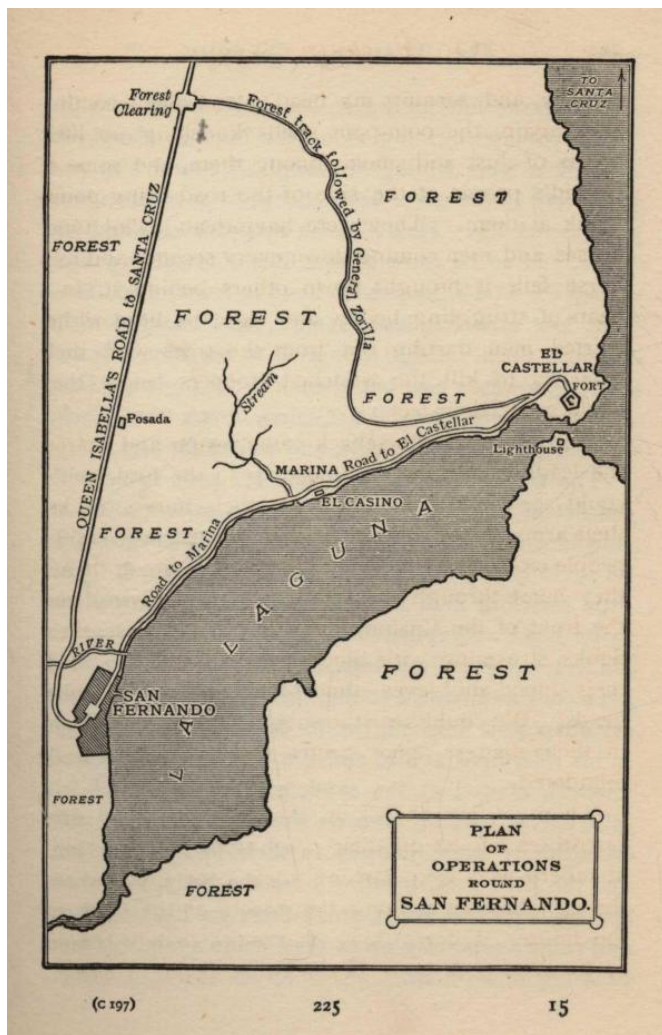 TO
SANTA
CRUZ
Forest
Clearing
Forest track followed by General Zorilla
FOREST
FOREST
QUEEN ISABELLA'S ROAD to SANTA CRUZ
FOREST
Stream
EL
CASTELLAR
FORT
C
FOREST
Posada
Lighthouse
MARINA Road to El Castellar
EL CASINO
FOREST
Road to Marina
LA LAGUNA
RIVER
FOREST
SAN
FERNANDO
FOREST
FOREST
PLAN
OF
OPERATIONS
ROUND
SAN FERNANDO.
(C 197) 225 15